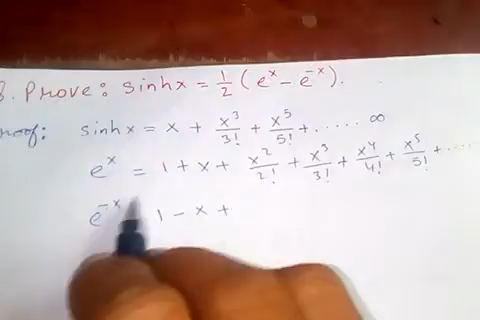 8. Prove: sinhx = 1/2 (e^x - e^-x).
roof: sinhx = x + x^3/3! + x^5/5! + ...... ∞
e^x = 1 + x + x^2/2! + x^3/3! + x^4/4! + x^5/5! + ....
e^-x 1 - x +